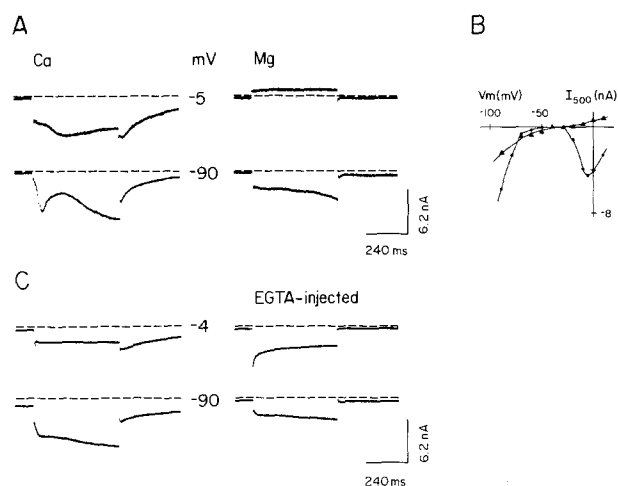 A
Ca
mV
Mg
-5
-90
6.2 nA
240 ms
B
Vm(mV)
I500(nA)
-100
-50
-8
C
EGTA-injected
-4
-90
6.2 nA
240 ms